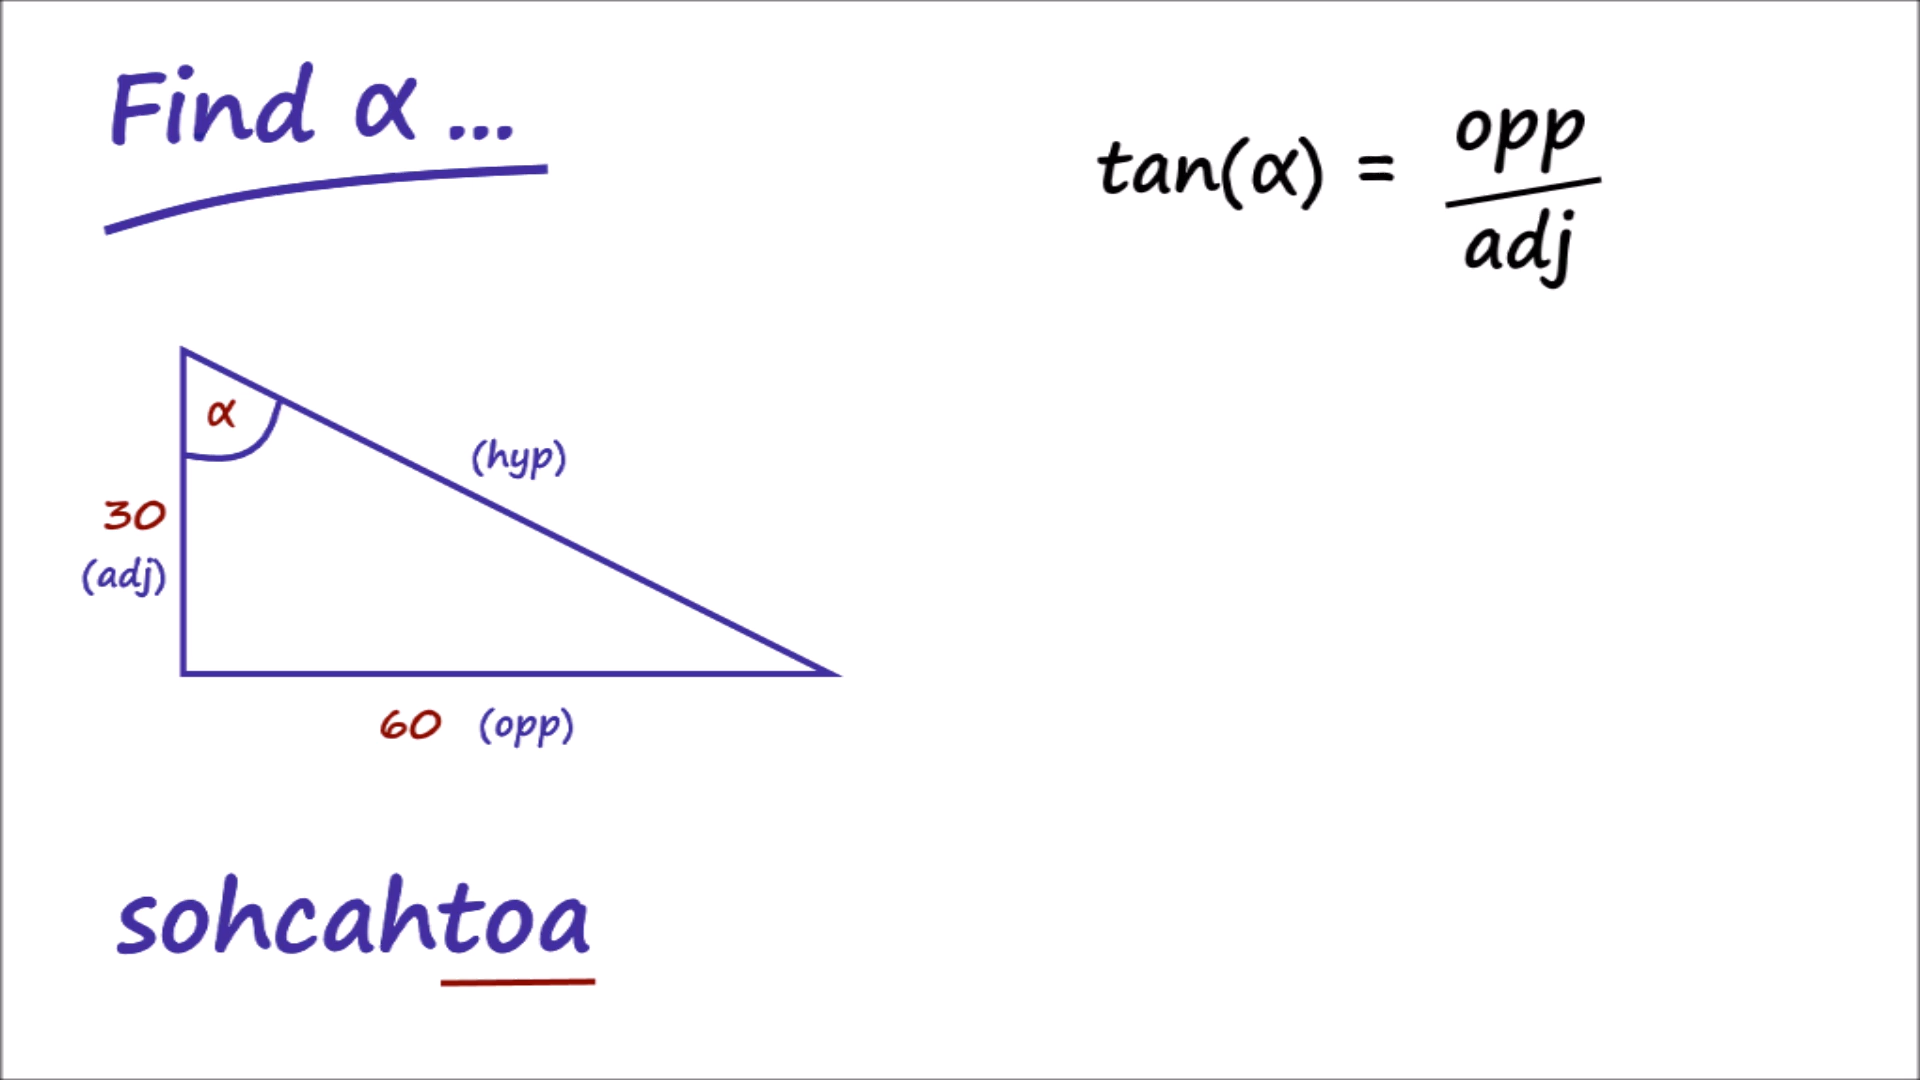 Find α ...
tan(α) = opp
adj
α
(hyp)
30
(adj)
60 (opp)
sohcahtoa